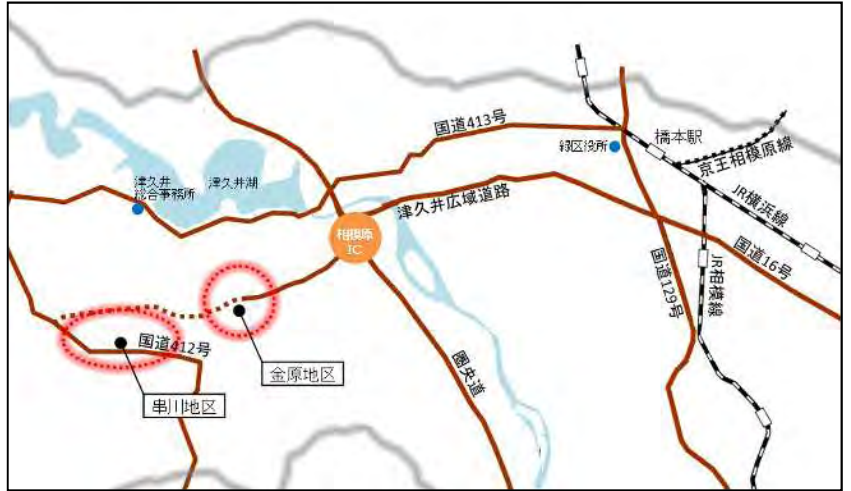 国道413号
橋本駅
緑区役所
京王相模原線
津久井
総合事務所
津久井湖
津久井広域道路
JR横浜線
相模原
IC
国道16号
国道129号
JR相模線
国道412号
金原地区
圏央道
串川地区